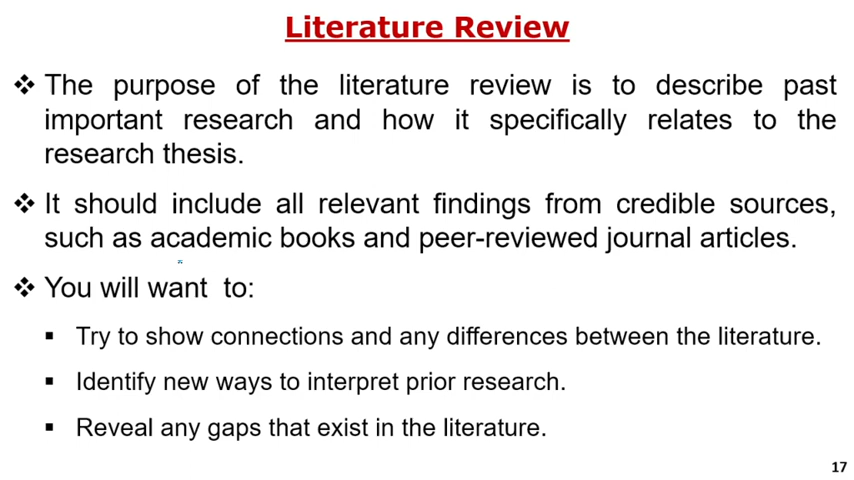 Literature Review
❖ The purpose of the literature review is to describe past
important research and how it specifically relates to the
research thesis.
❖ It should include all relevant findings from credible sources,
such as academic books and peer-reviewed journal articles.
❖ You will want  to:
▪ Try to show connections and any differences between the literature.
▪ Identify new ways to interpret prior research.
▪ Reveal any gaps that exist in the literature.
17